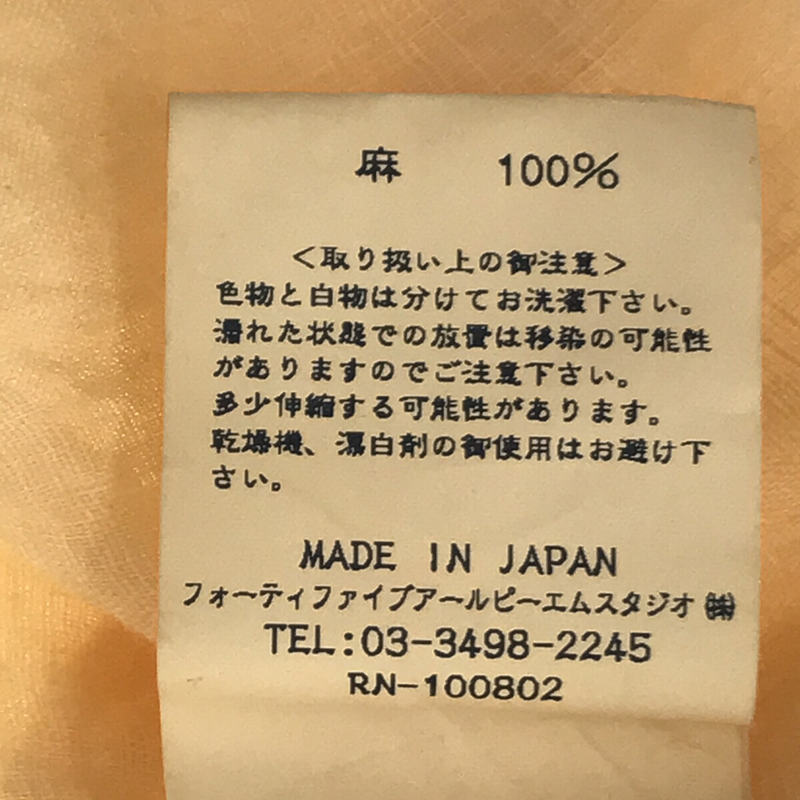 麻 100%
＜取り扱い上の御注意＞
色物と白物は分けてお洗濯下さい。
濡れた状態での放置は移染の可能性
がありますのでご注意下さい。
多少伸縮する可能性があります。
乾燥機、漂白剤の御使用はお避け下
さい。
MADE IN JAPAN
フォーティファイブアールピーエムスタジオ㈱
TEL:03-3498-2245
RN-100802